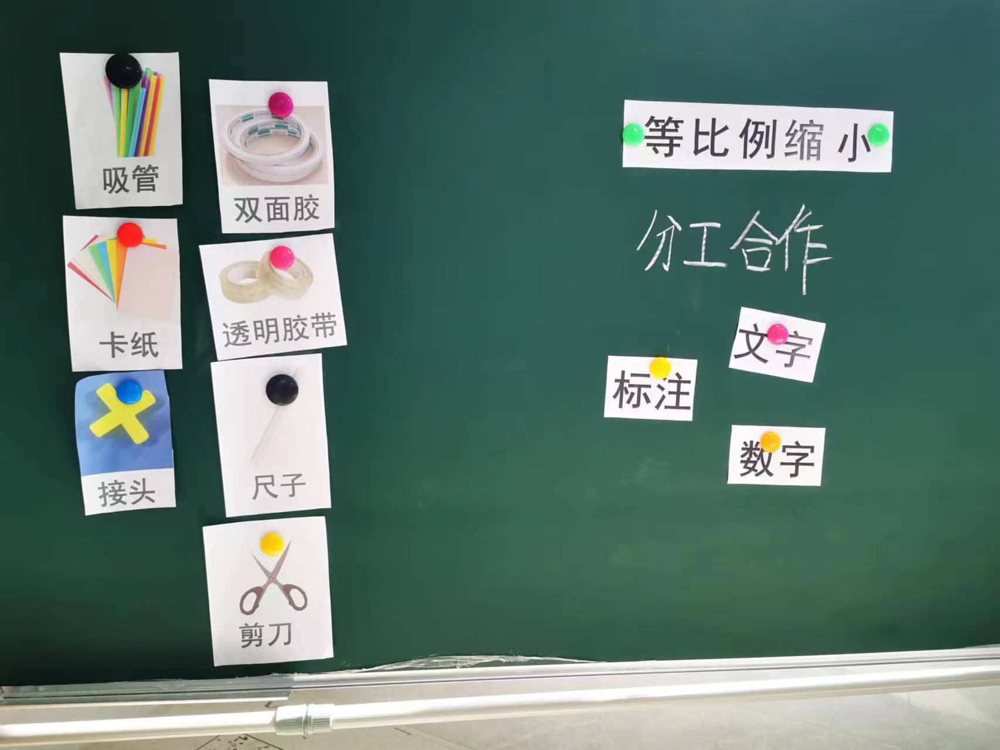 吸管
卡纸
接头
双面胶
透明胶带
尺子
剪刀
等比例缩小
分工合作
文字
标注
数字